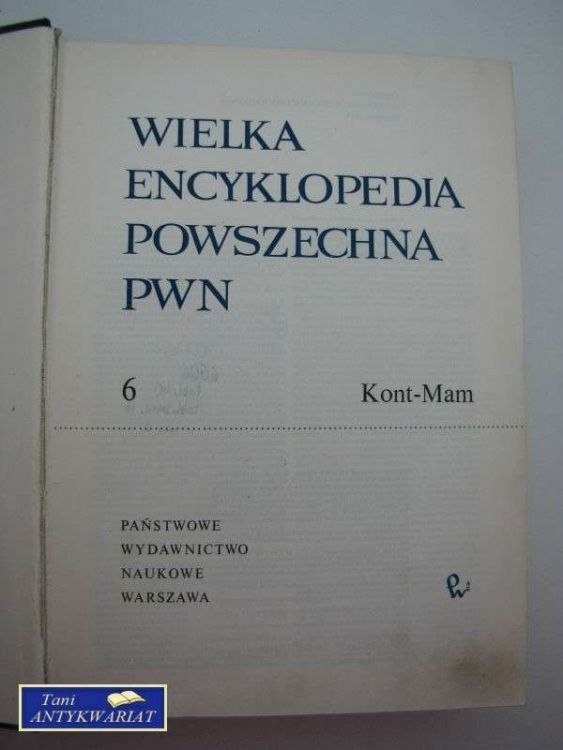 WIELKA
ENCYKLOPEDIA
POWSZECHNA
PWN
6 Kont-Mam
PAŃSTWOWE
WYDAWNICTWO
NAUKOWE
WARSZAWA
Tani
ANTYKWARIAT